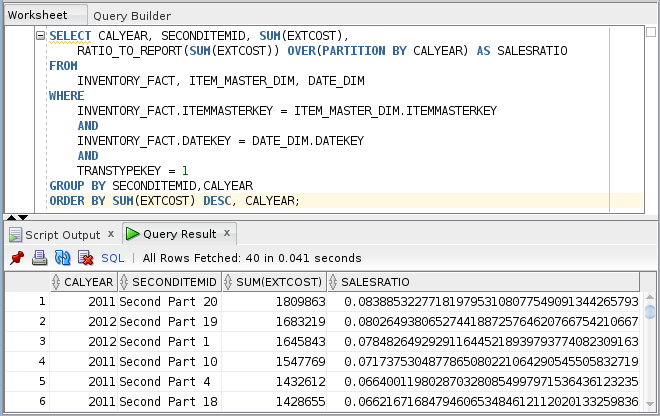 Worksheet Query Builder
SELECT CALYEAR, SECONDITEMID, SUM(EXTCOST),
RATIO_TO_REPORT(SUM(EXTCOST)) OVER(PARTITION BY CALYEAR) AS SALESRATIO
FROM
INVENTORY_FACT, ITEM_MASTER_DIM, DATE_DIM
WHERE
INVENTORY_FACT.ITEMMASTERKEY = ITEM_MASTER_DIM.ITEMMASTERKEY
AND
INVENTORY_FACT.DATEKEY = DATE_DIM.DATEKEY
AND
TRANSTYPEKEY = 1
GROUP BY SECONDITEMID,CALYEAR
ORDER BY SUM(EXTCOST) DESC, CALYEAR;
Script Output x Query Result x
SQL | All Rows Fetched: 40 in 0.041 seconds
CALYEAR SECONDITEMID SUM(EXTCOST) SALESRATIO
1 2011 Second Part 20 1809863 0.0838853227718197953108077549091344265793
2 2012 Second Part 19 1683219 0.0802649380652744188725764620766754210667
3 2012 Second Part 1 1645843 0.0784826492929116445218939793774082309163
4 2011 Second Part 10 1547769 0.0717375304877865080221064290545505832719
5 2011 Second Part 4 1432612 0.0664001198028703280854997971536436123235
6 2011 Second Part 18 1428655 0.0662167168479460653484612112020133259836